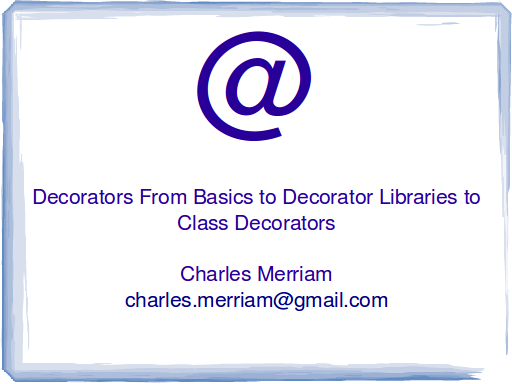 @
Decorators From Basics to Decorator Libraries to
Class Decorators
Charles Merriam
charles.merriam@gmail.com